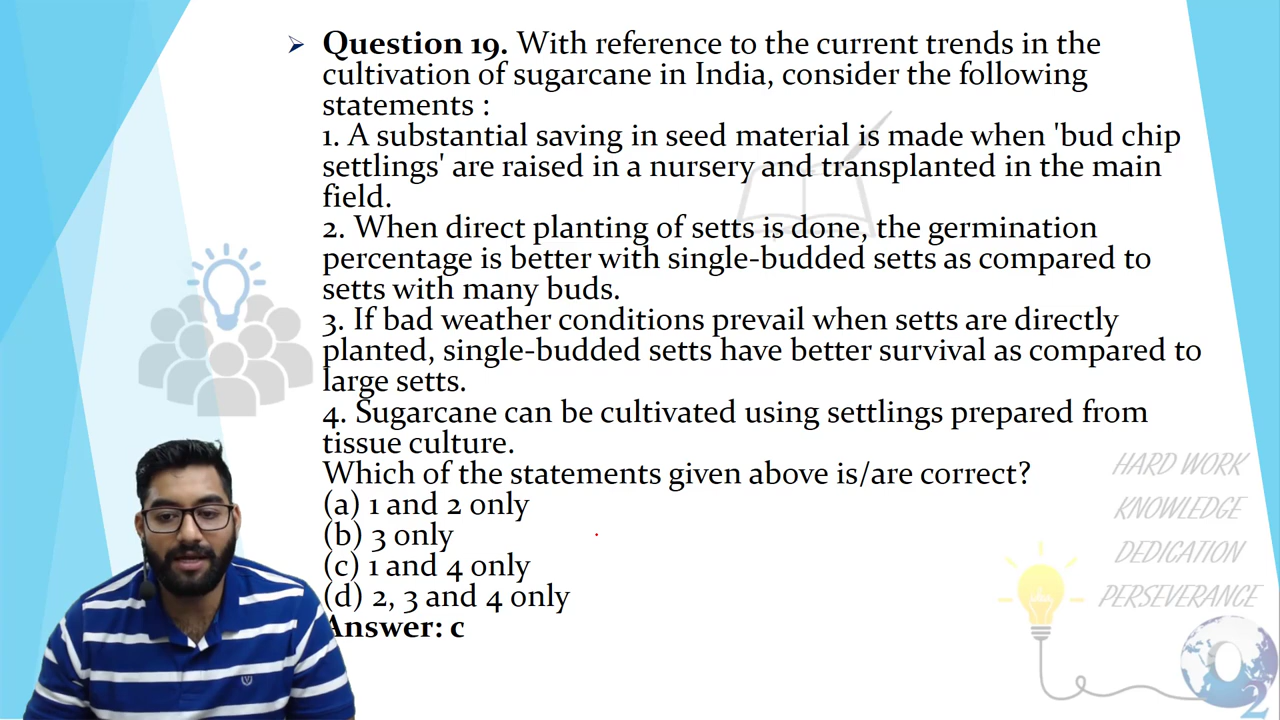 Question 19. With reference to the current trends in the
cultivation of sugarcane in India, consider the following
statements :
1. A substantial saving in seed material is made when 'bud chip
settlings' are raised in a nursery and transplanted in the main
field.
2. When direct planting of setts is done, the germination
percentage is better with single-budded setts as compared to
setts with many buds.
3. If bad weather conditions prevail when setts are directly
planted, single-budded setts have better survival as compared to
large setts.
4. Sugarcane can be cultivated using settlings prepared from
tissue culture.
Which of the statements given above is/are correct?
(a) 1 and 2 only
(b) 3 only
(c) 1 and 4 only
(d) 2, 3 and 4 only
Answer: c
HARD WORK
KNOWLEDGE
DEDICATION
PERSEVERANCE
O2